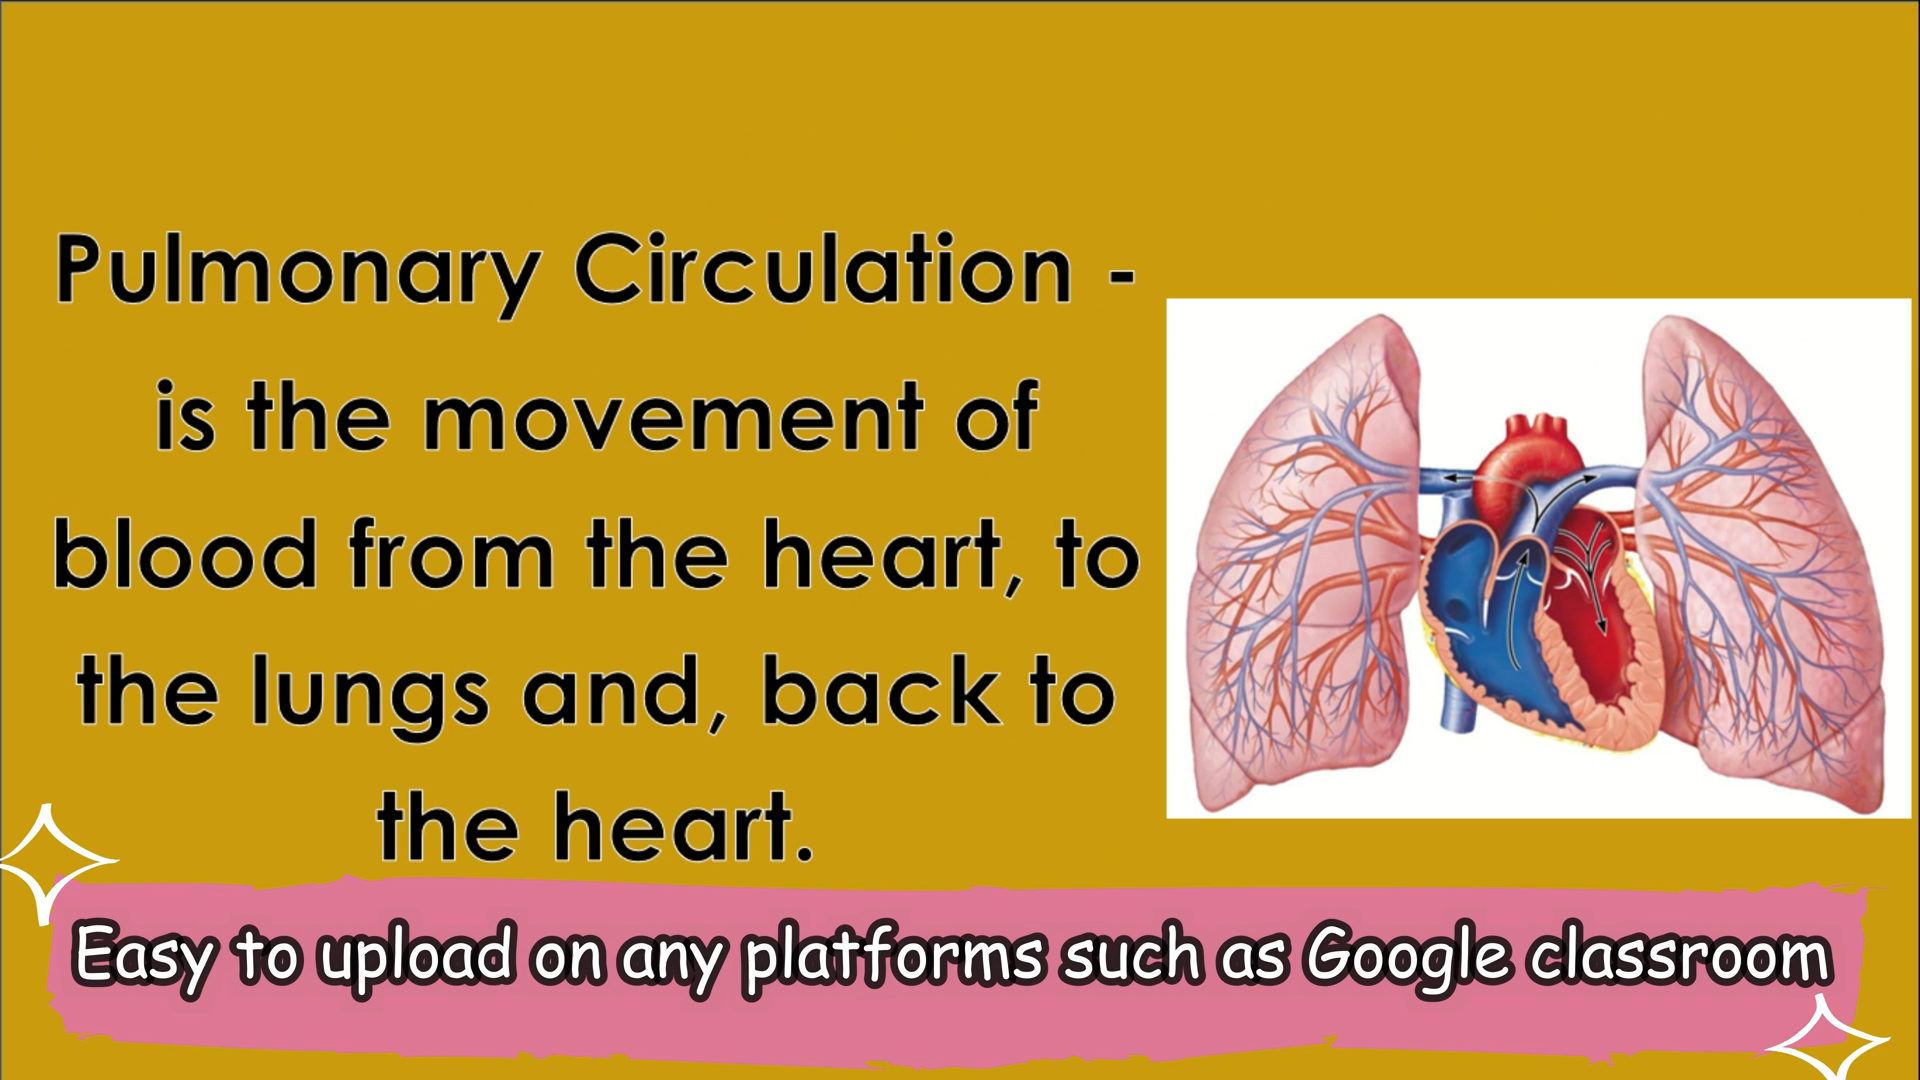 Pulmonary Circulation -
is the movement of
blood from the heart, to
the lungs and, back to
the heart.
Easy to upload on any platforms such as Google classroom